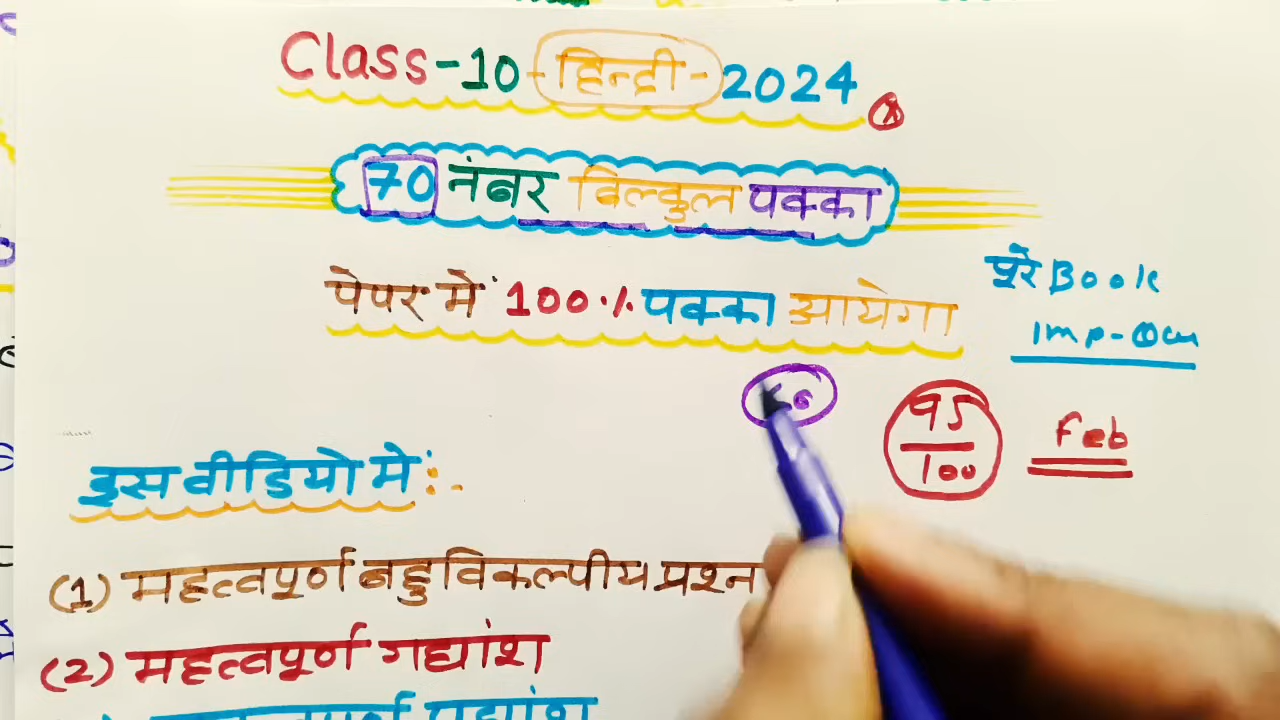 Class-10-हिन्दी-2024
70 नंबर बिल्कुल पक्का
पेपर में 100% पक्का आयेगा
पूरे Book
Imp-
95
100
Feb
इस वीडियो में:-
(1) महत्वपूर्ण बहुविकल्पीय प्रश्न
(2) महत्वपूर्ण गद्यांश